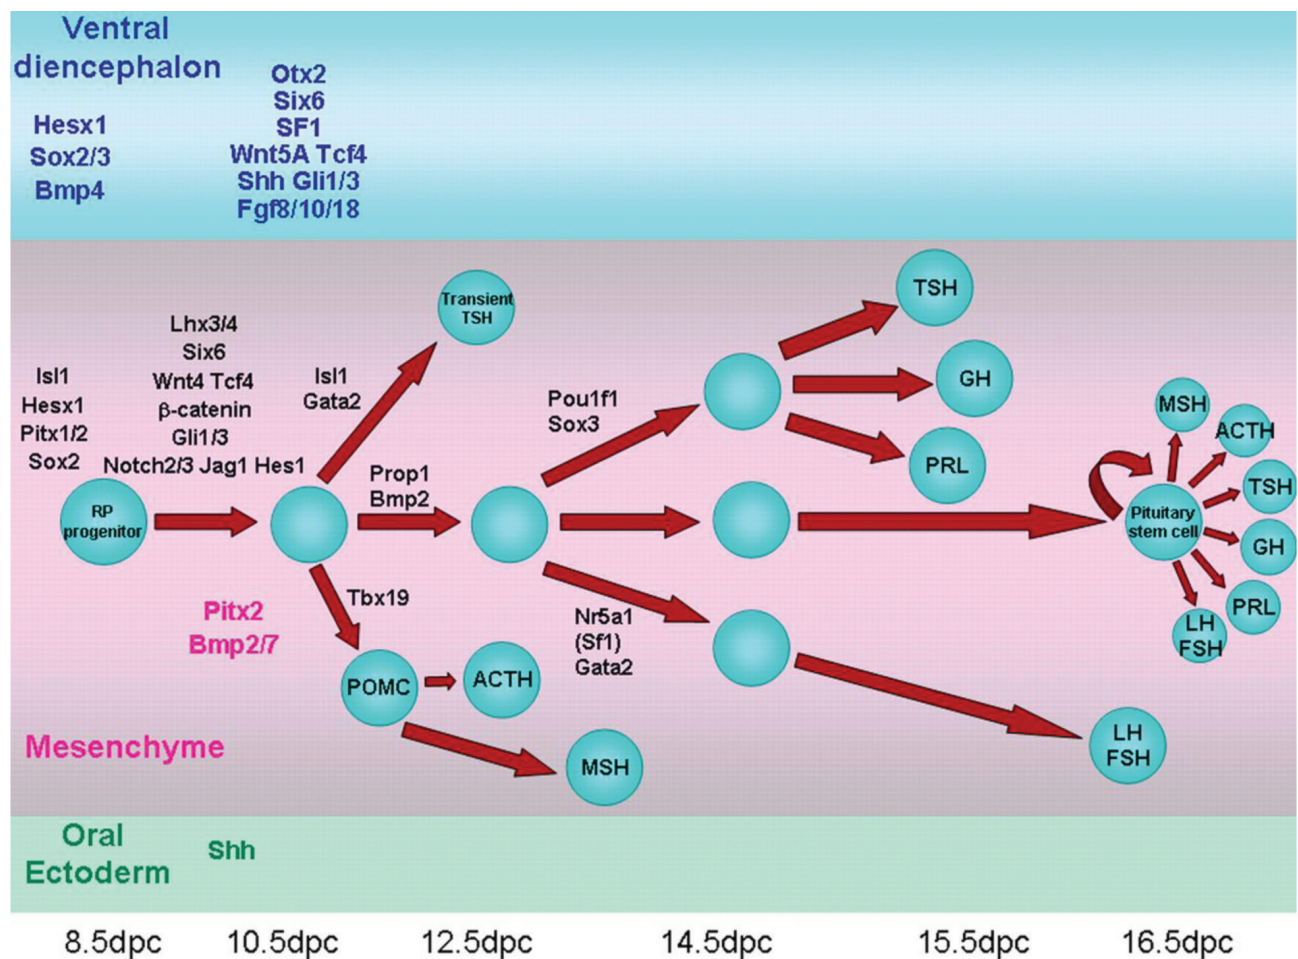 Ventral
diencephalon
Hesx1
Sox2/3
Bmp4
Otx2
Six6
SF1
Wnt5A Tcf4
Shh Gli1/3
Fgf8/10/18
Isl1
Hesx1
Pitx1/2
Sox2
Lhx3/4
Six6
Wnt4 Tcf4
β-catenin
Gli1/3
Notch2/3 Jag1 Hes1
RP
progenitor
Isl1
Gata2
Transient
TSH
Prop1
Bmp2
Tbx19
Pitx2
Bmp2/7
POMC
ACTH
MSH
Pou1f1
Sox3
Nr5a1
(Sf1)
Gata2
TSH
GH
PRL
LH
FSH
Pituitary
stem cell
MSH
ACTH
TSH
GH
PRL
LH
FSH
Mesenchyme
Oral
Ectoderm
Shh
8.5dpc
10.5dpc
12.5dpc
14.5dpc
15.5dpc
16.5dpc